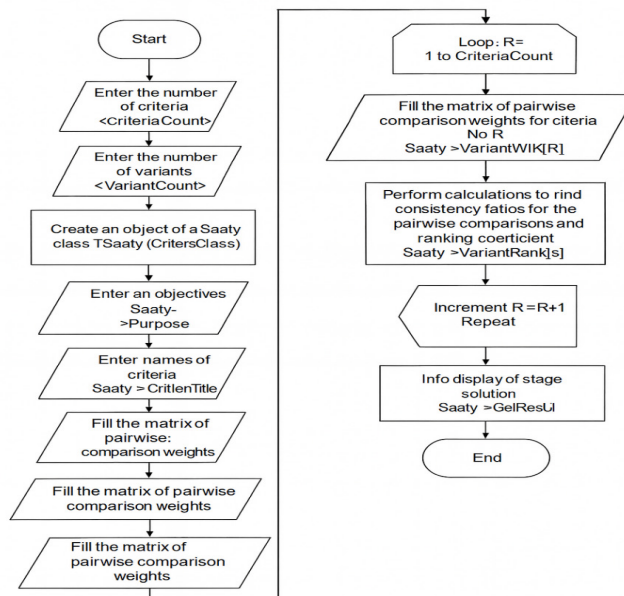 Start
Enter the number
of criteria
<CriteriaCount>
Enter the number
of variants
<VariantCount>
Create an object of a Saaty
class TSaaty (CritersClass)
Enter an objectives
Saaty-
>Purpose
Enter names of
criteria
Saaty > CritlenTitle
Fill the matrix of
pairwise:
comparison weights
Fill the matrix of pairwise
comparison weights
Fill the matrix of
pairwise comparison
weights
Loop: R=
1 to CriteriaCount
Fill the matrix of pairwise
comparison weights for citeria
No R
Saaty >VariantWIK[R]
Perform calculations to rind
consistency fatios for the
pairwise comparisons and
ranking coerticient
Saaty >VariantRank]s]
Increment R =R+1
Repeat
Info display of stage
solution
Saaty >GelResUl
End